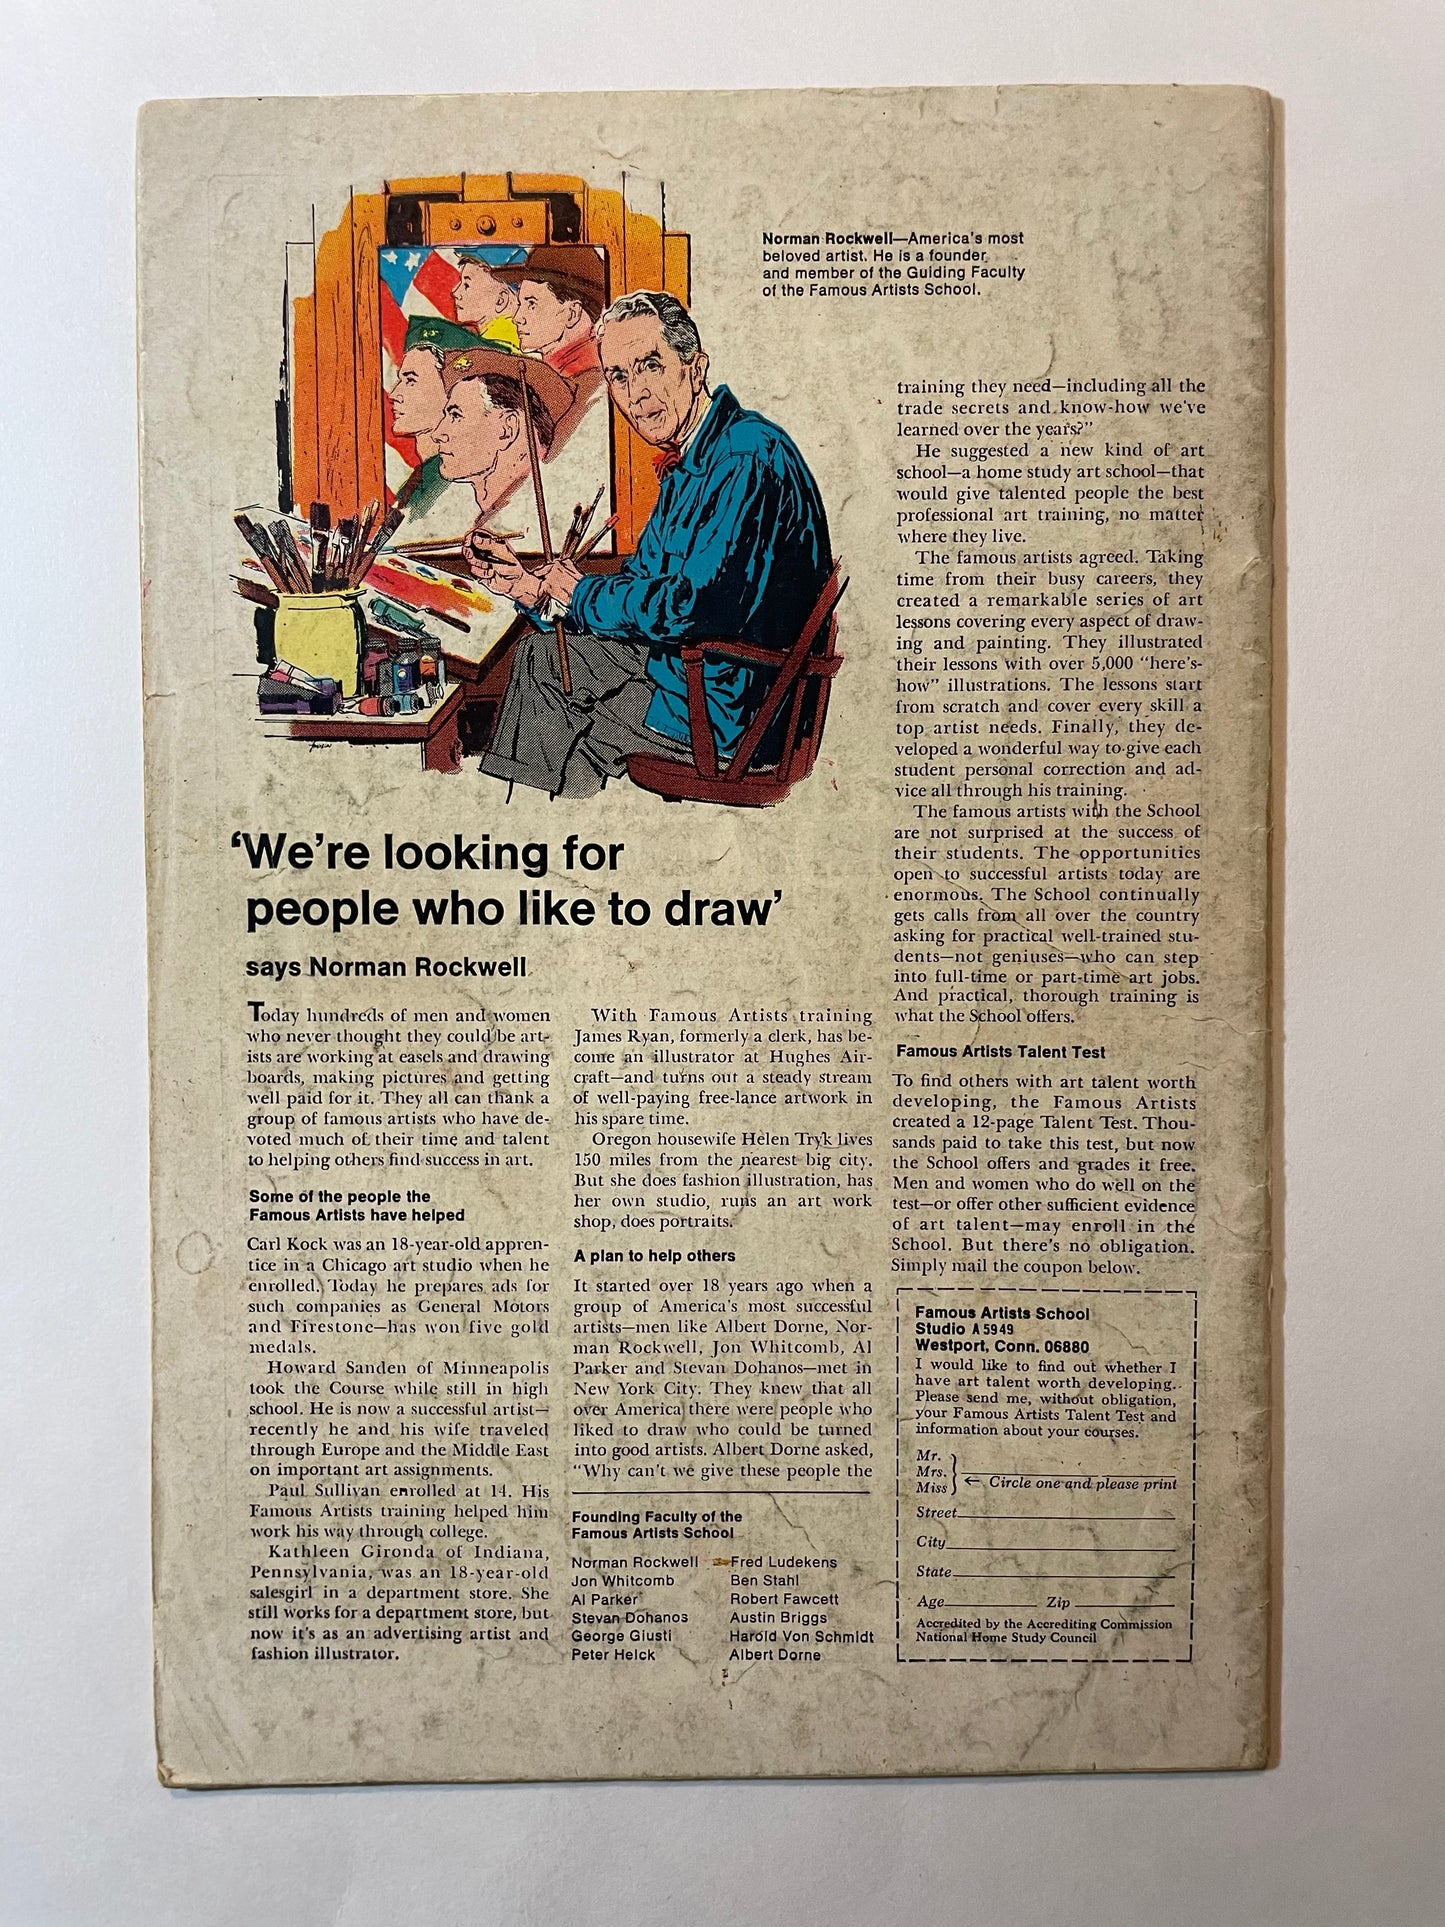 Norman Rockwell—America's most
beloved artist. He is a founder
and member of the Guiding Faculty
of the Famous Artists School.
'We're looking for
people who like to draw'
says Norman Rockwell
Today hundreds of men and women
who never thought they could be art-
ists are working at easels and drawing
boards, making pictures and getting
well paid for it. They all can thank a
group of famous artists who have de-
voted much of their time and talent
to helping others find success in art.
Some of the people the
Famous Artists have helped
Carl Kock was an 18-year-old appren-
tice in a Chicago art studio when he
enrolled. Today he prepares ads for
such companies as General Motors
and Firestone—has won five gold
medals.
Howard Sanden of Minneapolis
took the Course while still in high
school. He is now a successful artist—
recently he and his wife traveled
through Europe and the Middle East
on important art assignments.
Paul Sullivan enrolled at 14. His
Famous Artists training helped him
work his way through college.
Kathleen Gironda of Indiana,
Pennsylvania, was an 18-year-old
salesgirl in a department store. She
still works for a department store, but
now it's as an advertising artist and
fashion illustrator.
With Famous Artists training
James Ryan, formerly a clerk, has be-
come an illustrator at Hughes Air-
craft—and turns out a steady stream
of well-paying free-lance artwork in
his spare time.
Oregon housewife Helen Tryk lives
150 miles from the nearest big city.
But she does fashion illustration, has
her own studio, runs an art work
shop, does portraits.
A plan to help others
It started over 18 years ago when a
group of America's most successful
artists—men like Albert Dorne, Nor-
man Rockwell, Jon Whitcomb, Al
Parker and Stevan Dohanos—met in
New York City. They knew that all
over America there were people who
liked to draw who could be turned
into good artists. Albert Dorne asked,
"Why can't we give these people the
training they need—including all the
trade secrets and know-how we've
learned over the years?"
He suggested a new kind of art
school—a home study art school—that
would give talented people the best
professional art training, no matter
where they live.
The famous artists agreed. Taking
time from their busy careers, they
created a remarkable series of art
lessons covering every aspect of draw-
ing and painting. They illustrated
their lessons with over 5,000 "here's-
how" illustrations. The lessons start
from scratch and cover every skill a
top artist needs. Finally, they de-
veloped a wonderful way to give each
student personal correction and ad-
vice all through his training.
The famous artists with the School
are not surprised at the success of
their students. The opportunities
open to successful artists today are
enormous. The School continually
gets calls from all over the country
asking for practical well-trained stu-
dents—not geniuses—who can step
into full-time or part-time art jobs.
And practical, thorough training is
what the School offers.
Famous Artists Talent Test
To find others with art talent worth
developing, the Famous Artists
created a 12-page Talent Test. Thou-
sands paid to take this test, but now
the School offers and grades it free.
Men and women who do well on the
test—or offer other sufficient evidence
of art talent—may enroll in the
School. But there's no obligation.
Simply mail the coupon below.
Founding Faculty of the
Famous Artists School
Norman Rockwell
Jon Whitcomb
Al Parker
Stevan Dohanos
George Giusti
Peter Helck
Fred Ludekens
Ben Stahl
Robert Fawcett
Austin Briggs
Harold Von Schmidt
Albert Dorne
Famous Artists School
Studio A5949
Westport, Conn. 06880
I would like to find out whether I
have art talent worth developing.
Please send me, without obligation,
your Famous Artists Talent Test and
information about your courses.
Mr.
Mrs.
Miss
← Circle one and please print
Street
City
State
Age Zip
Accredited by the Accrediting Commission
National Home Study Council